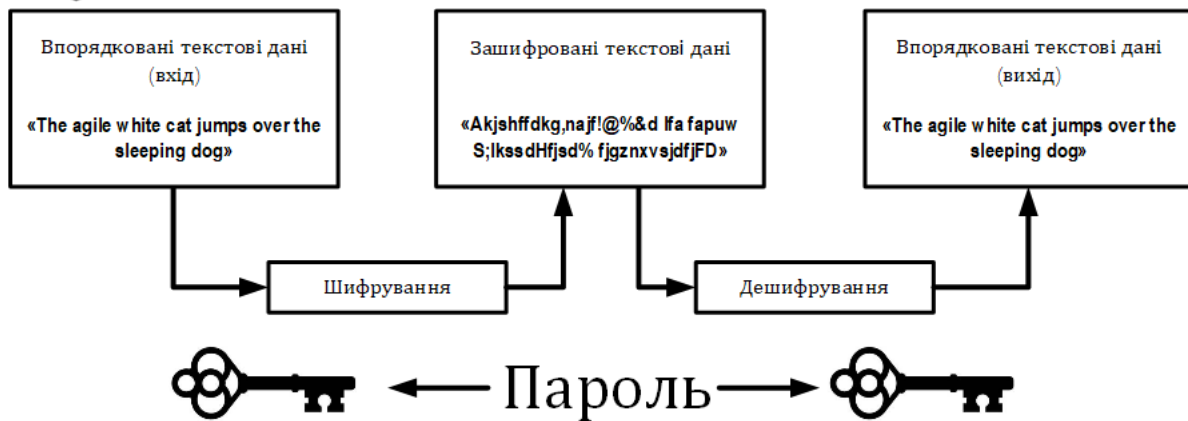 Впорядковані текстові дані
(вхід)
«The agile white cat jumps over the
sleeping dog»
Зашифровані текстові дані
«Akjshffdkg,najf!@%&d lfa fapuw
S;lkssdHfjsd% fjgznxvsjdfjFD»
Впорядковані текстові дані
(вихід)
«The agile white cat jumps over the
sleeping dog»
Шифрування
Дешифрування
Пароль